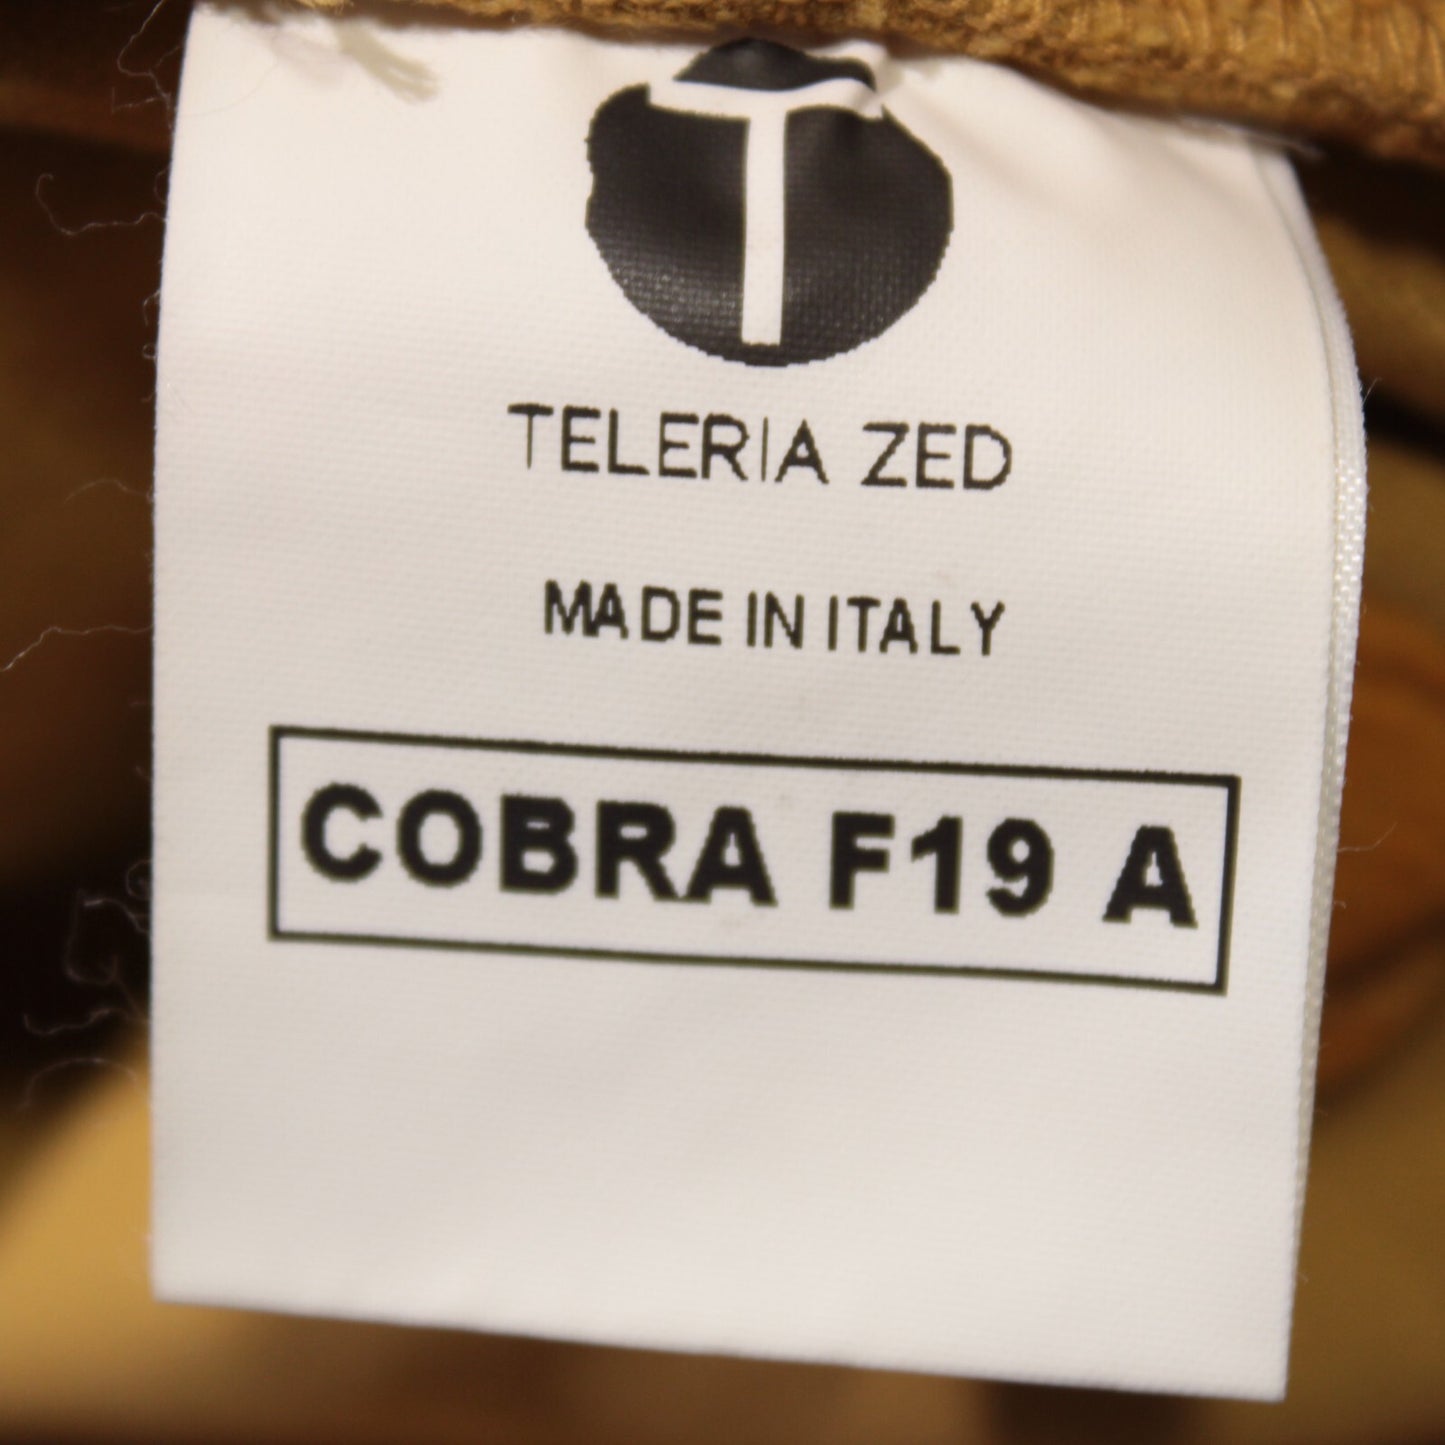 T
TELERIA ZED
MADE IN ITALY
COBRA F19 A